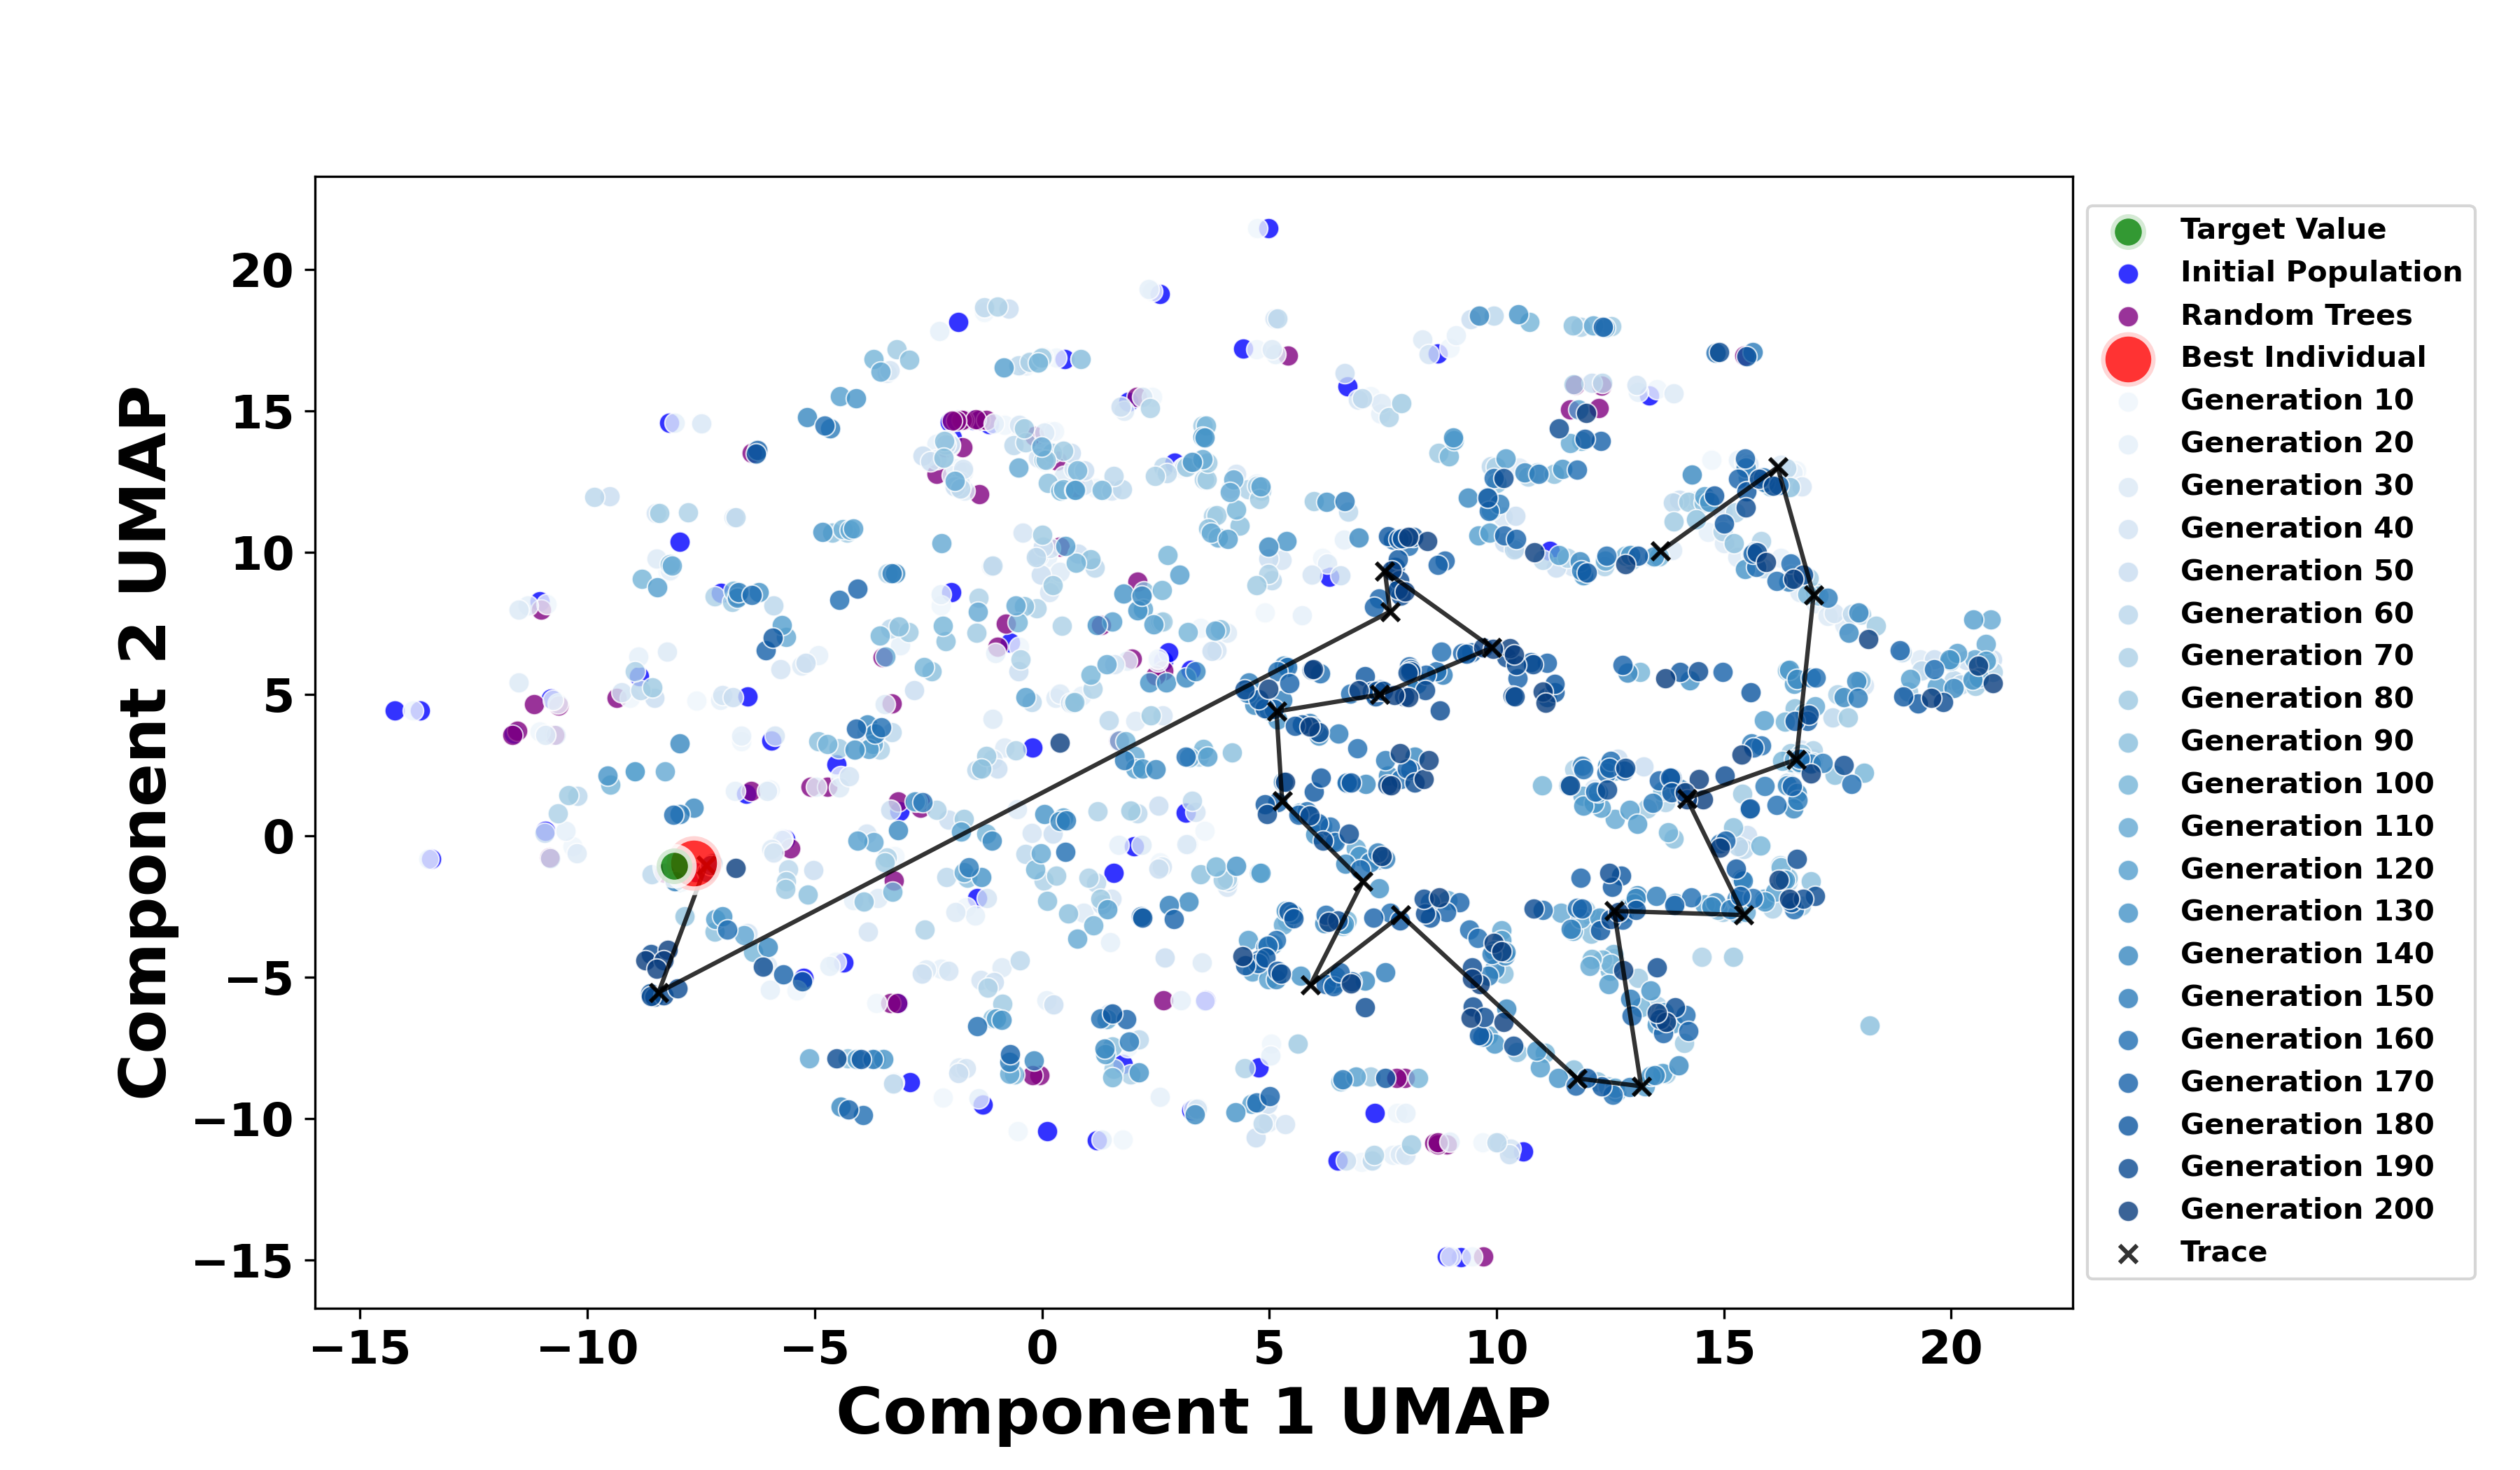 20
15
10
5
0
−5
−10
−15
Component 2 UMAP
−15
−10
−5
0
5
10
15
20
Component 1 UMAP
Target Value
Initial Population
Random Trees
Best Individual
Generation 10
Generation 20
Generation 30
Generation 40
Generation 50
Generation 60
Generation 70
Generation 80
Generation 90
Generation 100
Generation 110
Generation 120
Generation 130
Generation 140
Generation 150
Generation 160
Generation 170
Generation 180
Generation 190
Generation 200
Trace